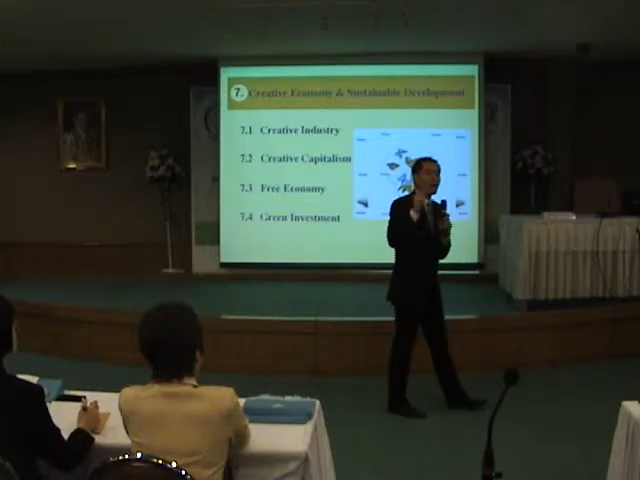 7. Creative Economy & Sustainable Development
7.1 Creative Industry
7.2 Creative Capitalism
7.3 Free Economy
7.4 Green Investment